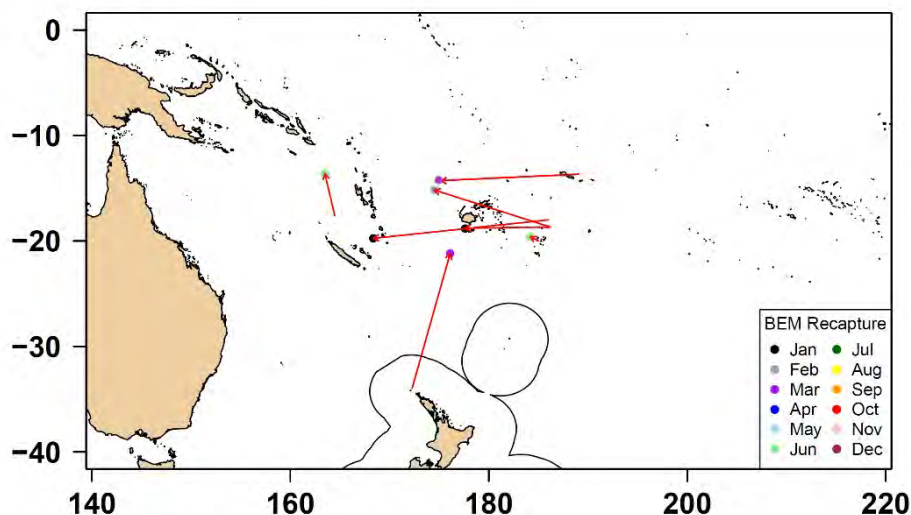 0
−10
−20
−30
−40
140
160
180
200
220
BEM Recapture
Jan
Feb
Mar
Apr
May
Jun
Jul
Aug
Sep
Oct
Nov
Dec